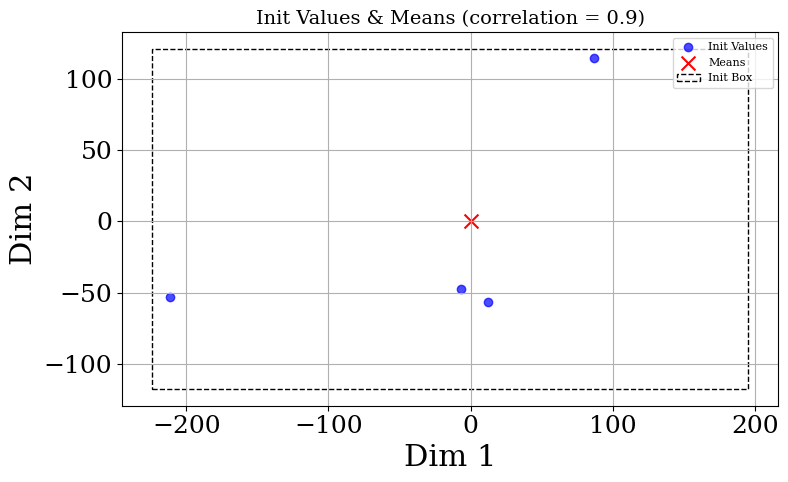 Init Values & Means (correlation = 0.9)
Init Values
Means
Init Box
Dim 2
100
50
0
−50
−100
−200
−100
0
100
200
Dim 1